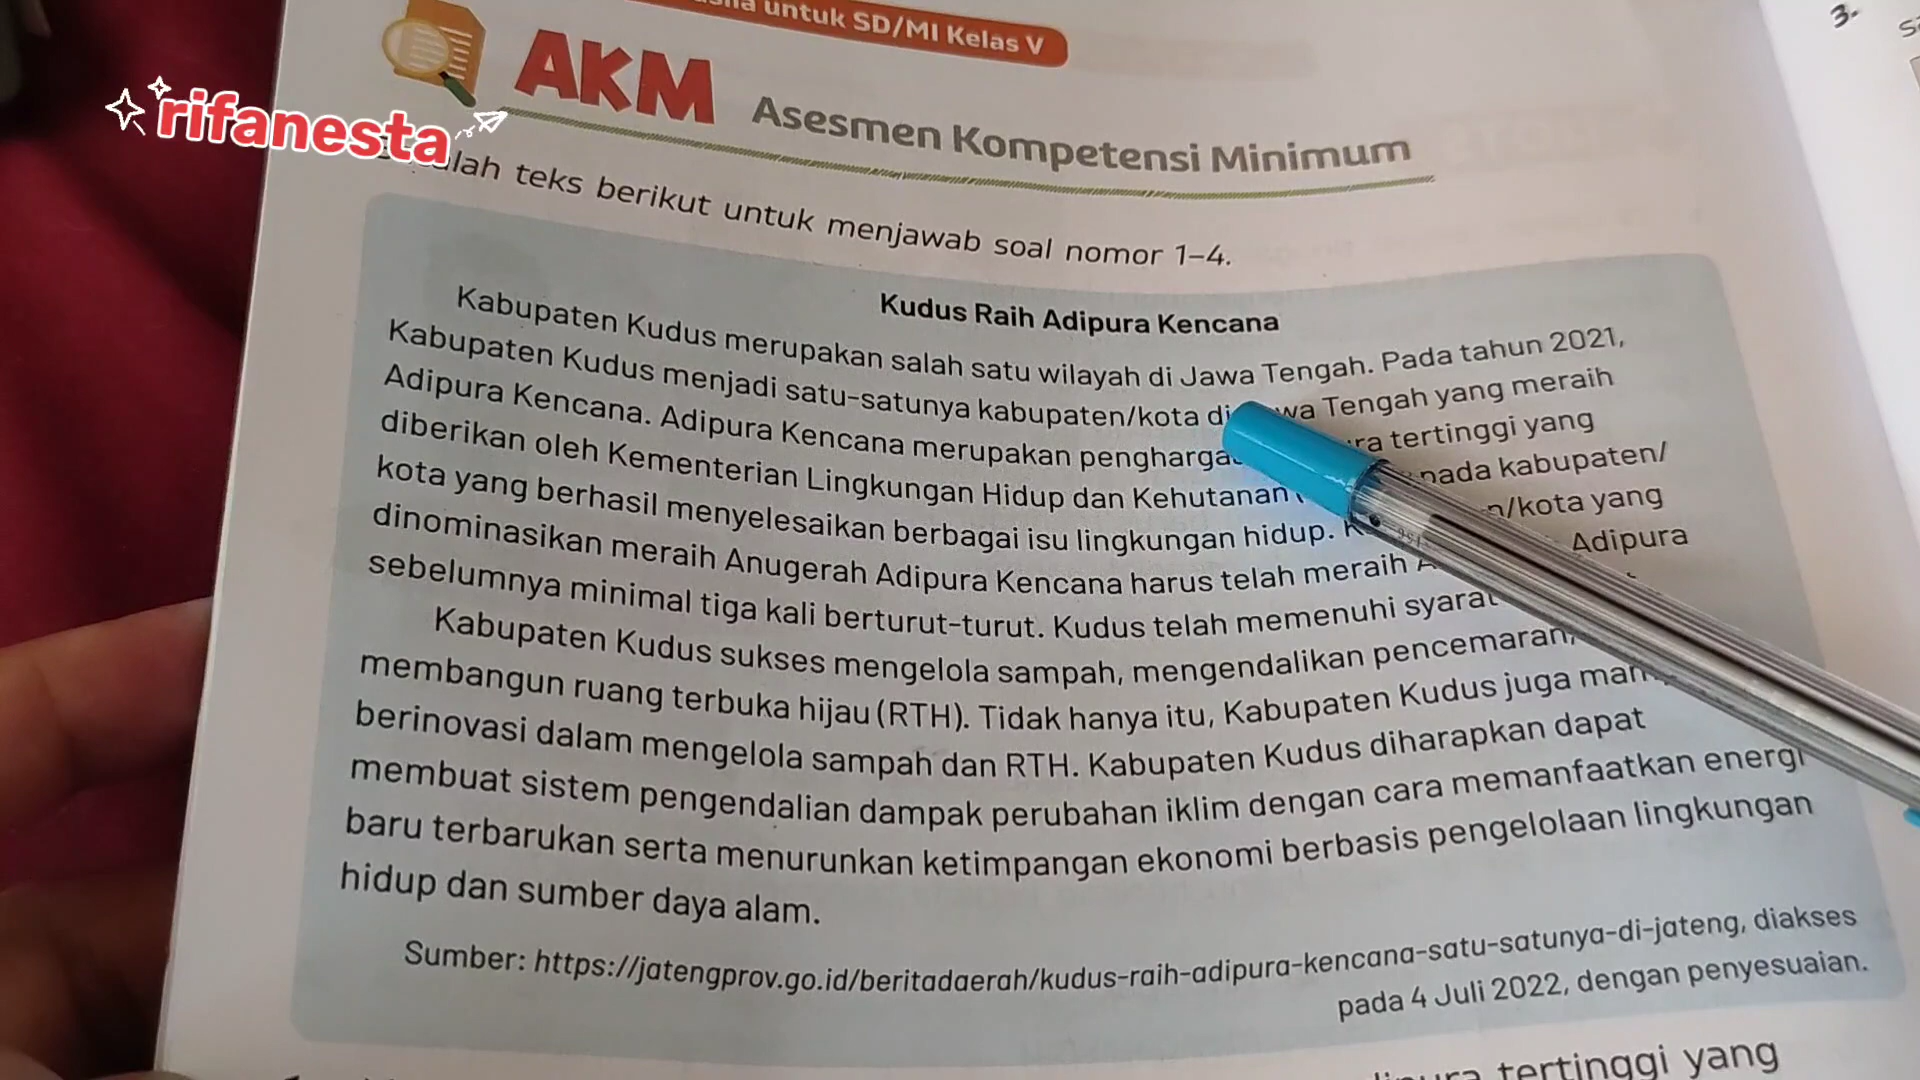 untuk SD/MI Kelas V
3.
AKM Asesmen Kompetensi Minimum
rifanesta
teks berikut untuk menjawab soal nomor 1–4.
Kudus Raih Adipura Kencana
Kabupaten Kudus merupakan salah satu wilayah di Jawa Tengah. Pada tahun 2021,
Kabupaten Kudus menjadi satu-satunya kabupaten/kota di Tengah yang meraih
Adipura Kencana. Adipura Kencana merupakan tertinggi yang
diberikan oleh Kementerian Lingkungan Hidup dan Kehutanan pada kabupaten/
kota yang berhasil menyelesaikan berbagai isu lingkungan hidup. yang
dinominasikan meraih Anugerah Adipura Kencana harus telah meraih Adipura
sebelumnya minimal tiga kali berturut-turut. Kudus telah memenuhi syarat
Kabupaten Kudus sukses mengelola sampah, mengendalikan pencemaran,
membangun ruang terbuka hijau (RTH). Tidak hanya itu, Kabupaten Kudus juga
berinovasi dalam mengelola sampah dan RTH. Kabupaten Kudus diharapkan dapat
membuat sistem pengendalian dampak perubahan iklim dengan cara memanfaatkan energi
baru terbarukan serta menurunkan ketimpangan ekonomi berbasis pengelolaan lingkungan
hidup dan sumber daya alam.
Sumber: https://jatengprov.go.id/beritadaerah/kudus-raih-adipura-kencana-satu-satunya-di-jateng, diakses
pada 4 Juli 2022, dengan penyesuaian.
tertinggi yang